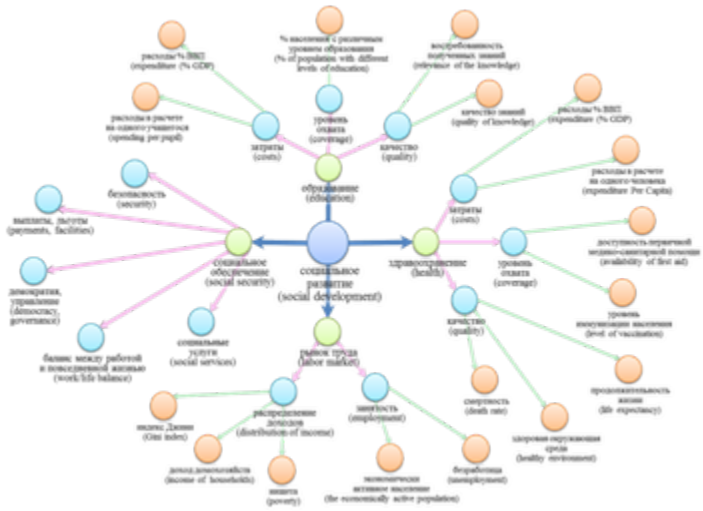 расходы % ВВП
(expenditure (% GDP)
% населения с различным
уровнем образования
(% of population with different
levels of education)
востребованность
полученных знаний
(relevance of the knowledge)
расходы в расчете
на одного учащегося
(spending per pupil)
затраты
(costs)
уровень
охвата
(coverage)
качество
(quality)
качество знаний
(quality of knowledge)
расходы % ВВП
(expenditure (% GDP)
образование
(education)
безопасность
(security)
выплаты, льготы
(payments, facilities)
затраты
(costs)
расходы в расчете
на одного человека
(expenditure Per Capita)
социальное
обеспечение
(social security)
социальное
развитие
(social development)
здравоохранение
(health)
уровень
охвата
(coverage)
доступность первичной
медико-санитарной помощи
(availability of first aid)
демократия,
управление
(democracy,
governance)
качество
(quality)
уровень
иммунизации населения
(level of vaccination)
баланс между работой
и повседневной жизнью
(work/life balance)
социальные
услуги
(social services)
рынок труда
(labor market)
смертность
(death rate)
продолжительность
жизни
(life expectancy)
индекс Джини
(Gini index)
распределение
доходов
(distribution of income)
занятость
(employment)
здоровая окружающая
среда
(healthy environment)
доход домохозяйств
(income of households)
нищета
(poverty)
экономически
активное население
(the economically active population)
безработица
(unemployment)